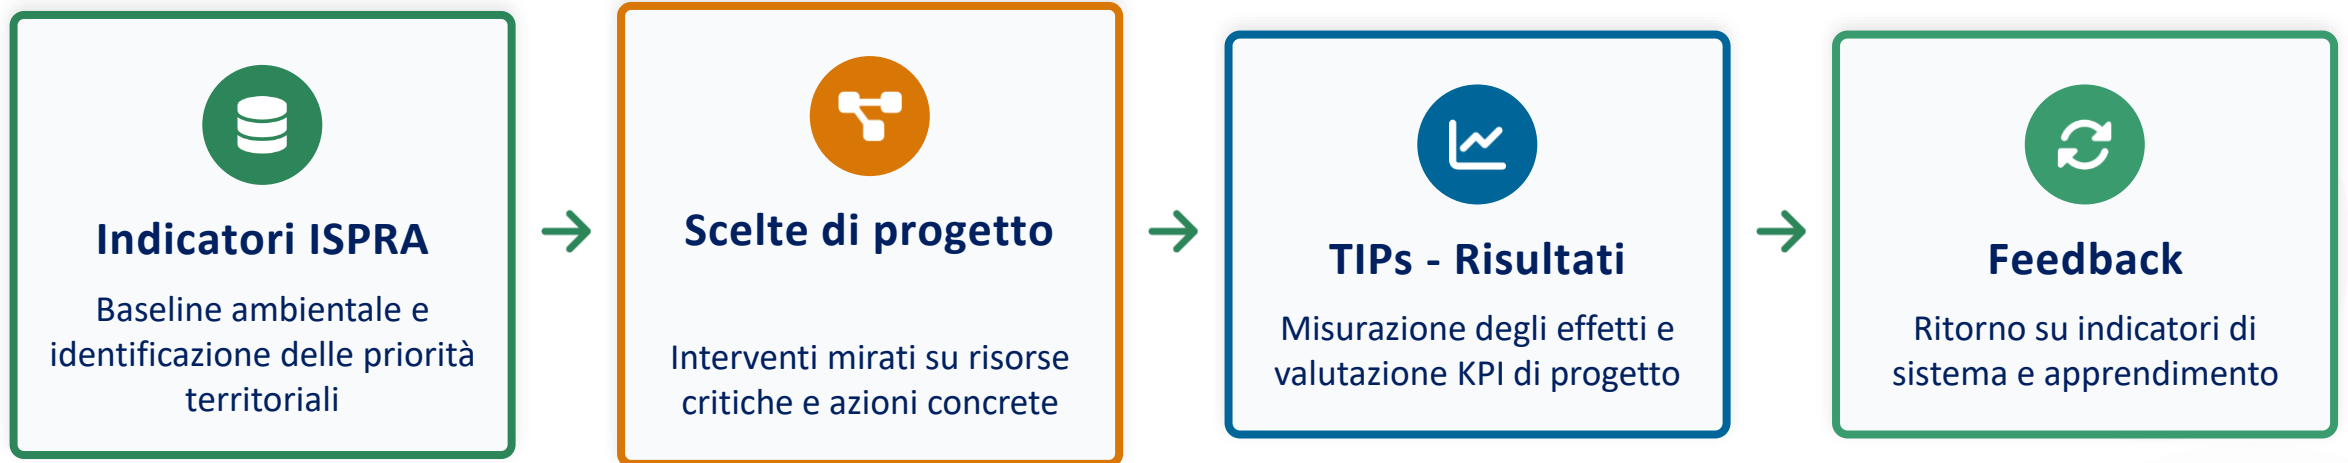 Indicatori ISPRA
Baseline ambientale e
identificazione delle priorità
territoriali
Scelte di progetto
Interventi mirati su risorse
critiche e azioni concrete
TIPs - Risultati
Misurazione degli effetti e
valutazione KPI di progetto
Feedback
Ritorno su indicatori di
sistema e apprendimento